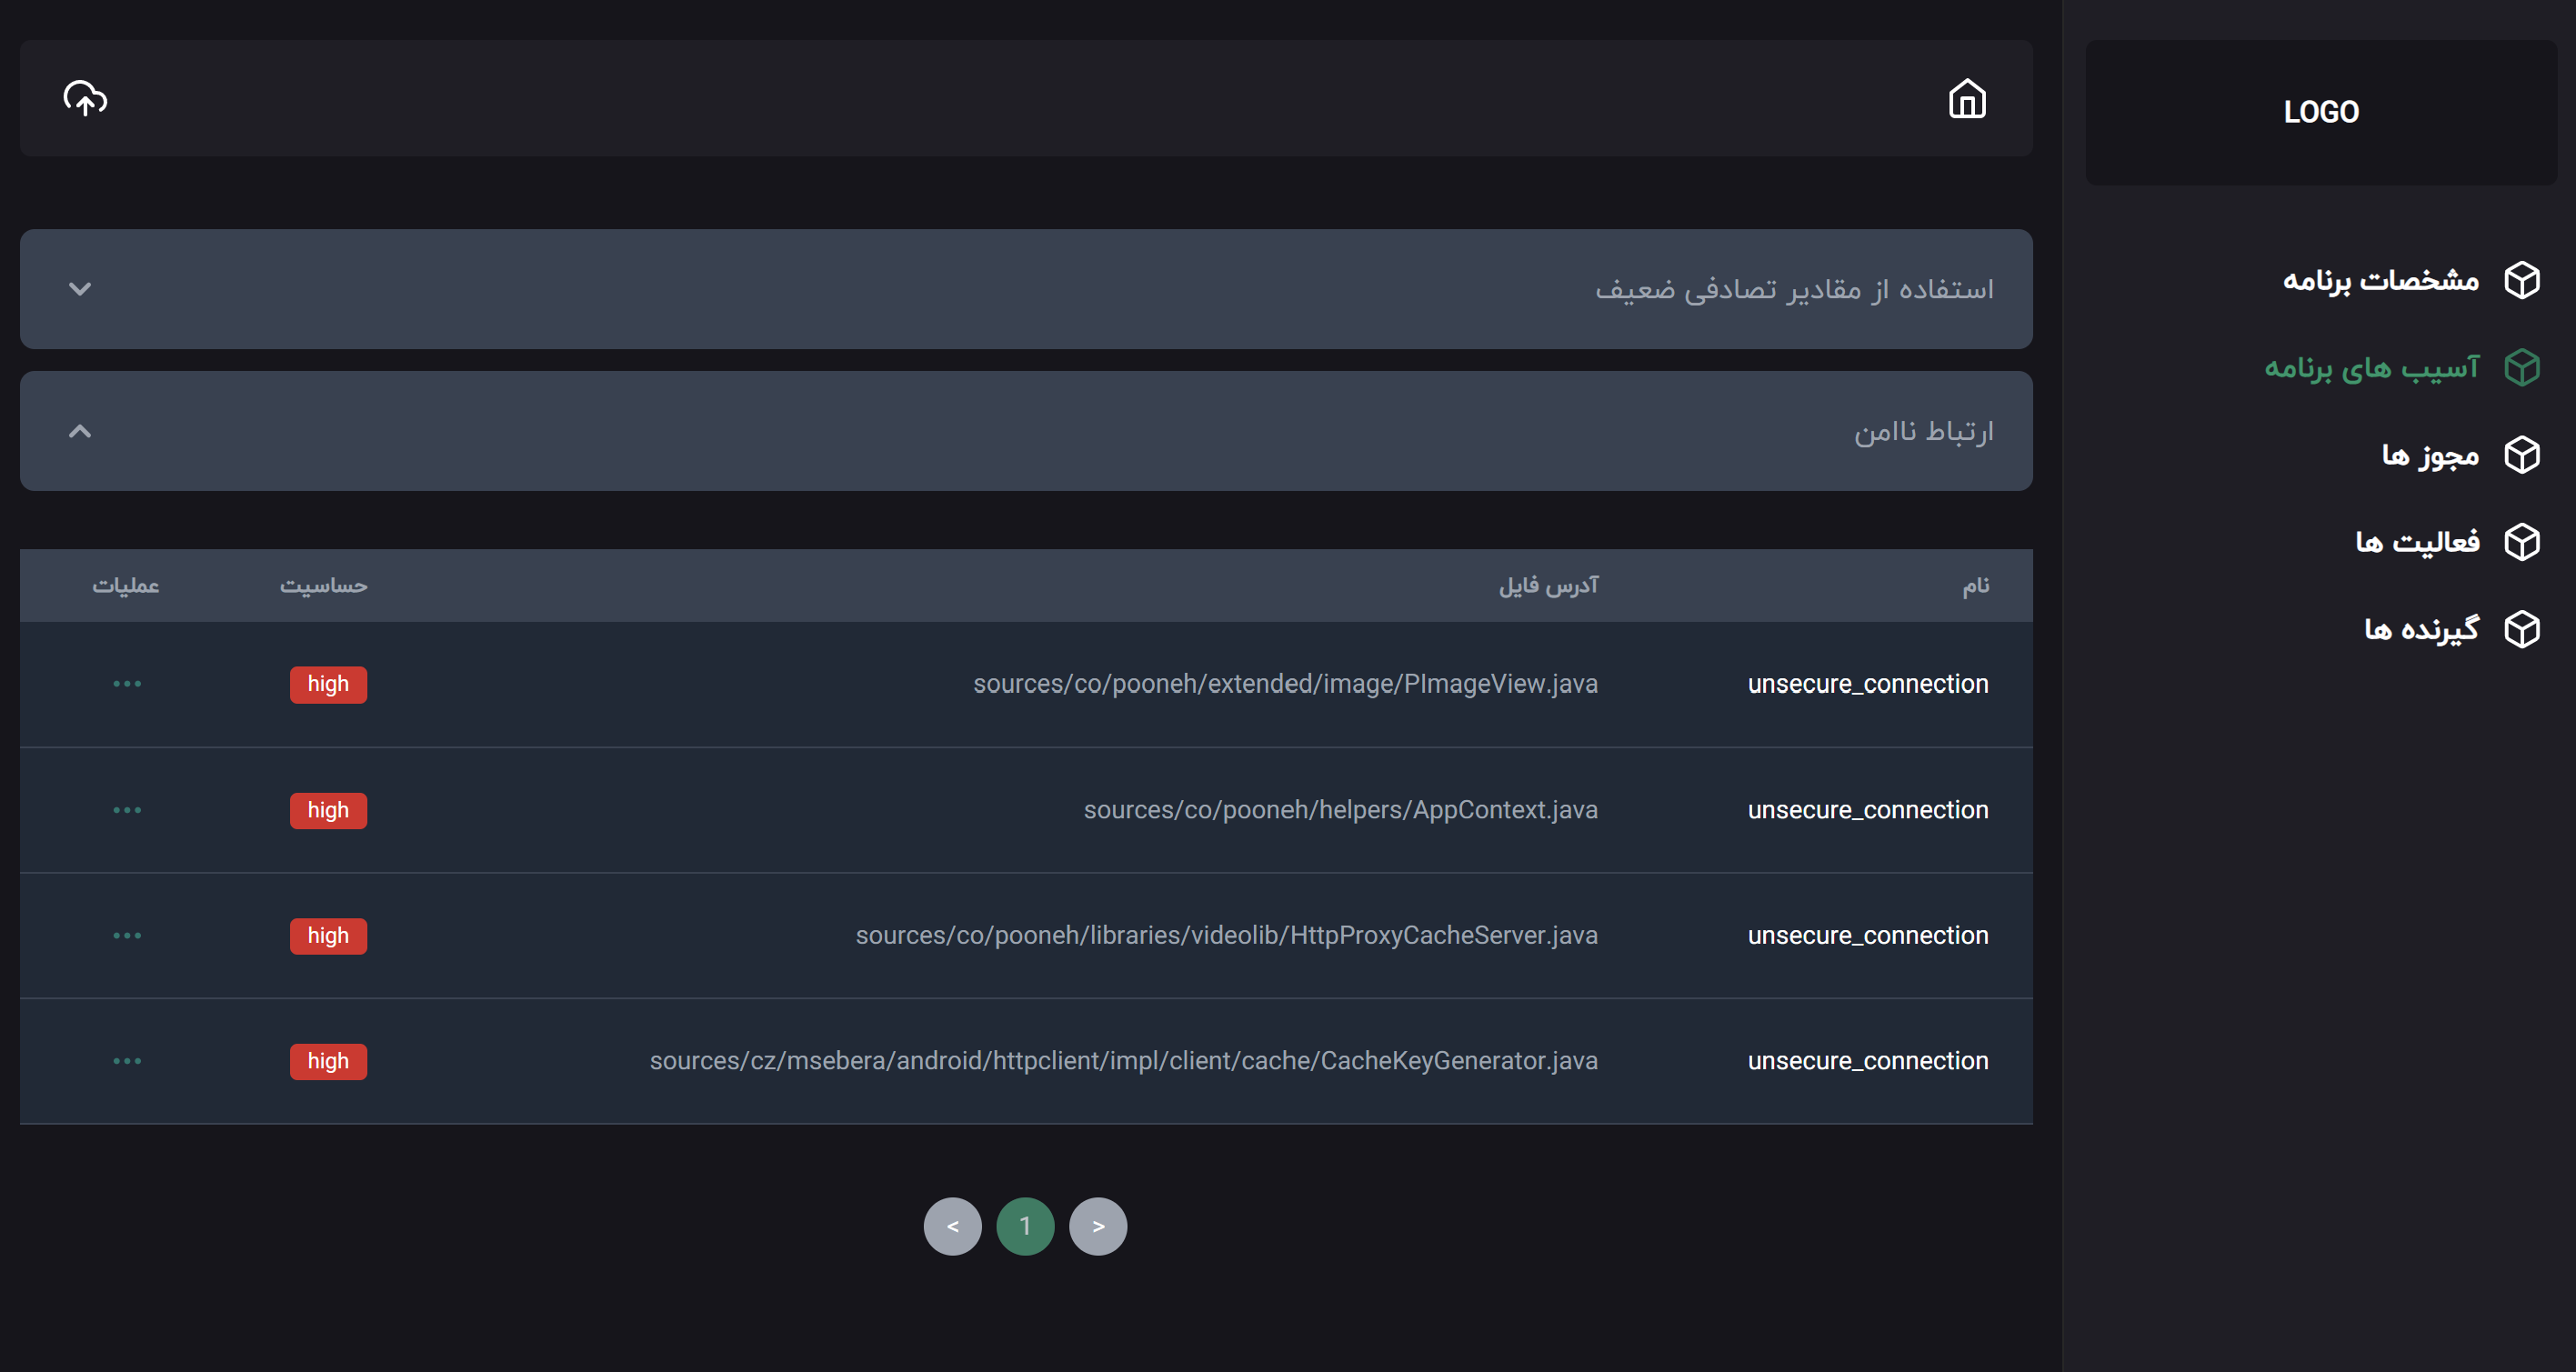 LOGO
مشخصات برنامه
آسیب های برنامه
مجوز ها
فعالیت ها
گیرنده ها
استفاده از مقادیر تصادفی ضعیف
ارتباط ناامن
نام آدرس فایل حساسیت عملیات
unsecure_connection sources/co/pooneh/extended/image/PImageView.java high
unsecure_connection sources/co/pooneh/helpers/AppContext.java high
unsecure_connection sources/co/pooneh/libraries/videolib/HttpProxyCacheServer.java high
unsecure_connection sources/cz/msebera/android/httpclient/impl/client/cache/CacheKeyGenerator.java high
< 1 >